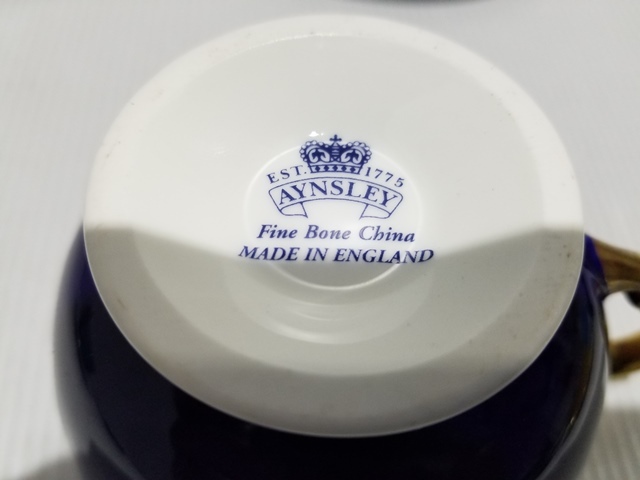 EST. 1775
AYNSLEY
Fine Bone China
MADE IN ENGLAND